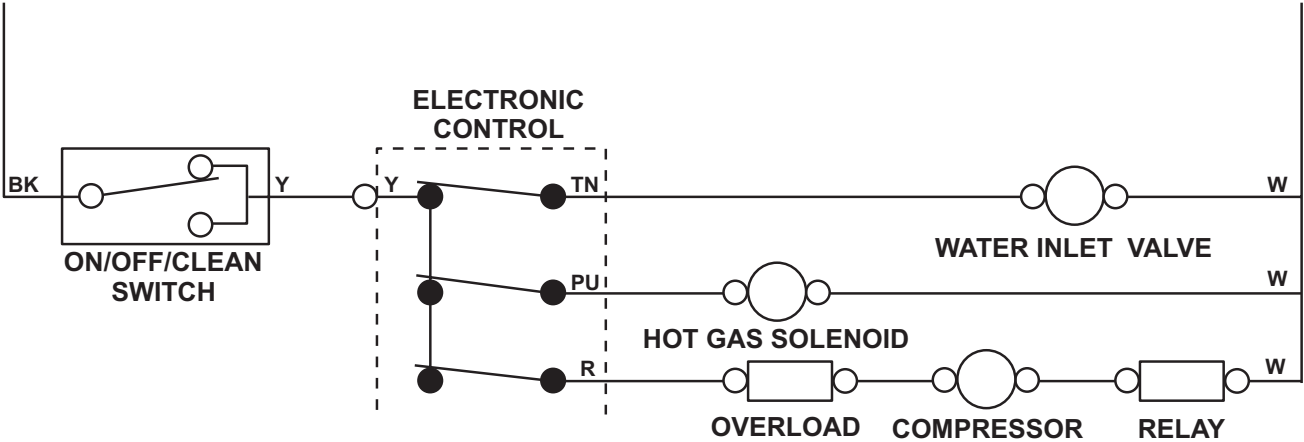 ELECTRONIC
CONTROL
BK
Y
Y
TN
W
ON/OFF/CLEAN
SWITCH
WATER INLET VALVE
PU
W
HOT GAS SOLENOID
R
W
OVERLOAD
COMPRESSOR
RELAY